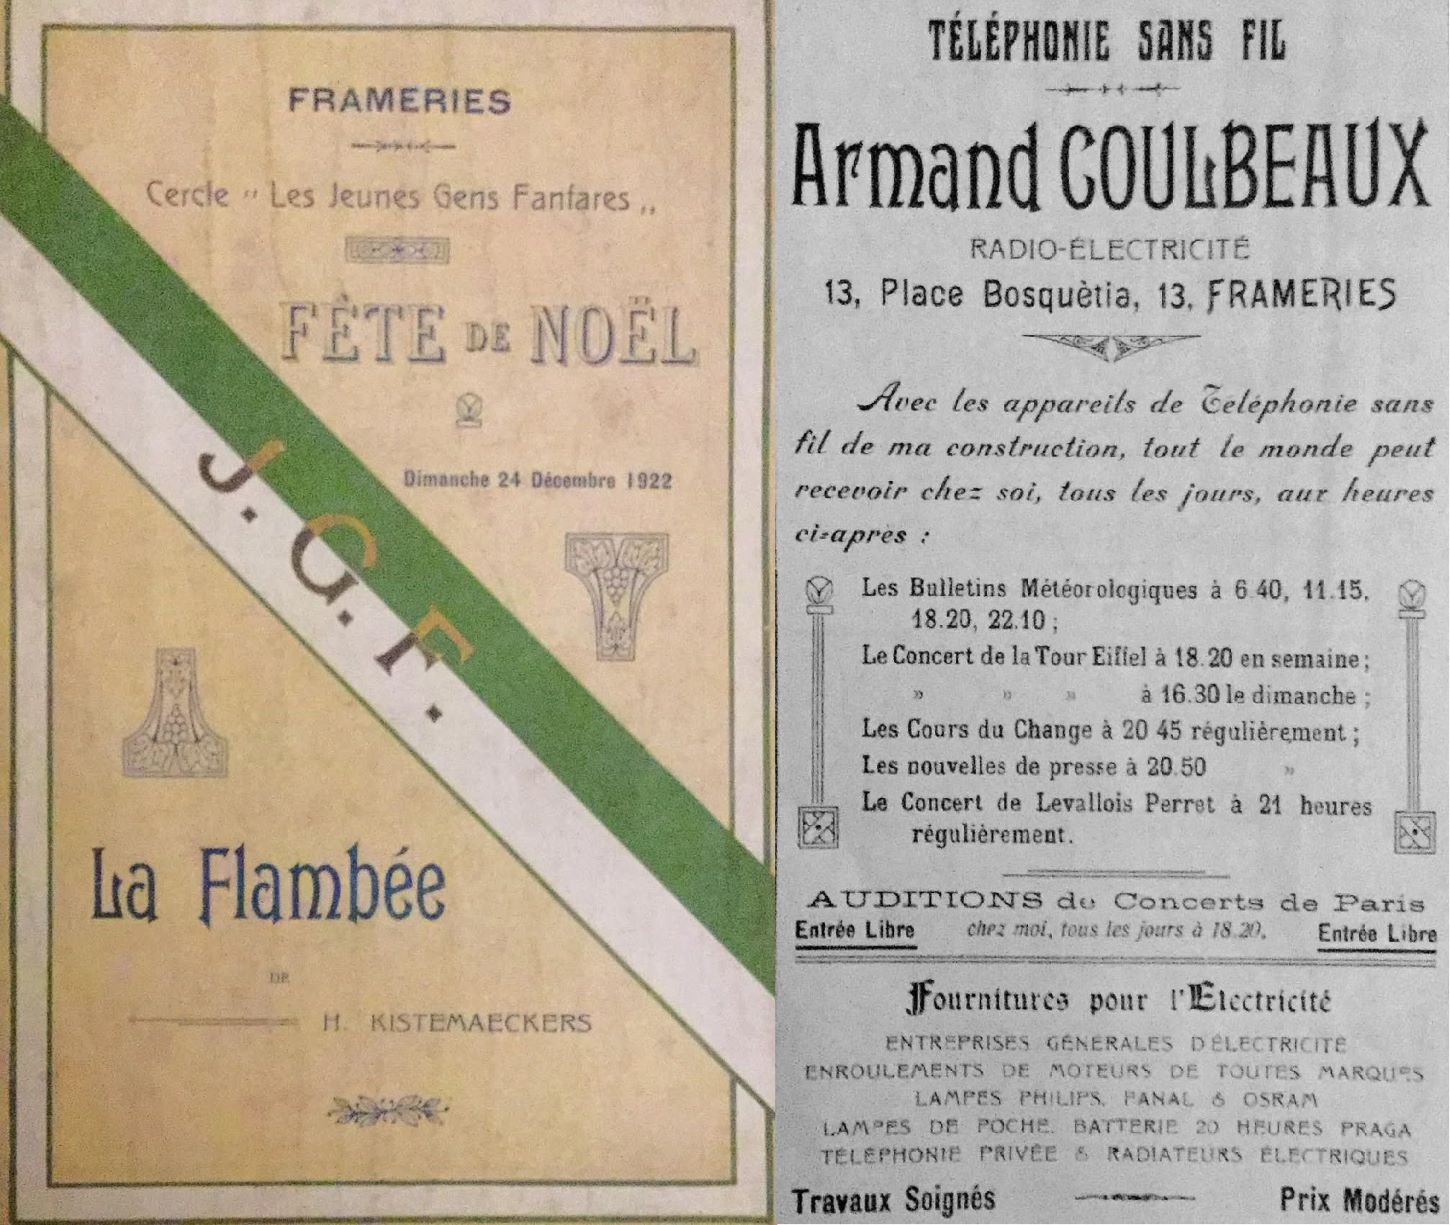 FRAMERIES
Cercle “ Les Jeunes Gens Fanfares „
FÊTE DE NOËL
Dimanche 24 Décembre 1922
J. G. F.
La Flambée
DE
H. KISTEMAECKERS
TÉLÉPHONIE SANS FIL
Armand COULBEAUX
RADIO-ÉLECTRICITÉ
13, Place Bosquètia, 13, FRAMERIES
Avec les appareils de Teléphonie sans
fil de ma construction, tout le monde peut
recevoir chez soi, tous les jours, aux heures
ci-après :
Les Bulletins Météorologiques à 6.40, 11.15,
18.20, 22.10 ;
Le Concert de la Tour Eiffel à 18.20 en semaine ;
» » » à 16.30 le dimanche ;
Les Cours du Change à 20 45 régulièrement ;
Les nouvelles de presse à 20.50 »
Le Concert de Levallois Perret à 21 heures
régulièrement.
AUDITIONS de Concerts de Paris
Entrée Libre chez moi, tous les jours à 18.20. Entrée Libre
Fournitures pour l'Electricité
ENTREPRISES GÉNÉRALES D'ÉLECTRICITÉ
ENROULEMENTS DE MOTEURS DE TOUTES MARQUES
LAMPES PHILIPS, FANAL & OSRAM
LAMPES DE POCHE. BATTERIE 20 HEURES PRAGA
TÉLÉPHONIE PRIVÉE & RADIATEURS ÉLECTRIQUES
Travaux Soignés Prix Modérés